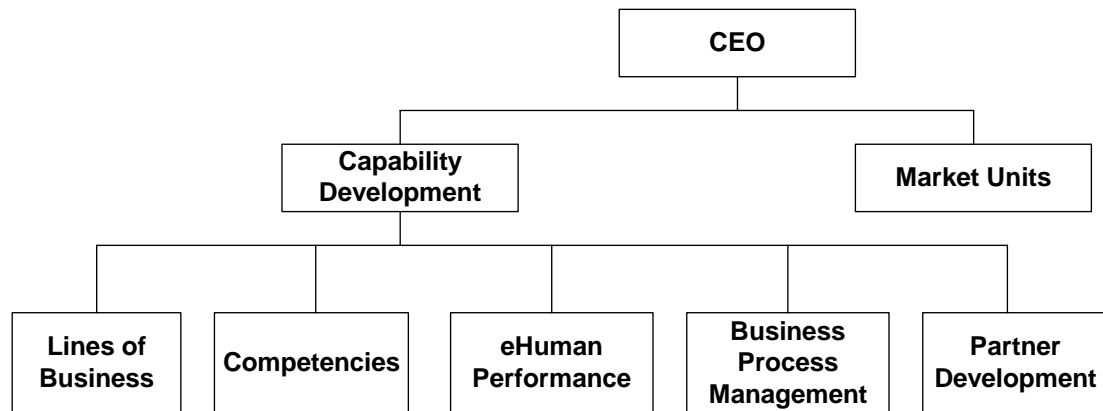 CEO
Capability
Development
Market Units
Lines of
Business
Competencies
eHuman
Performance
Business
Process
Management
Partner
Development